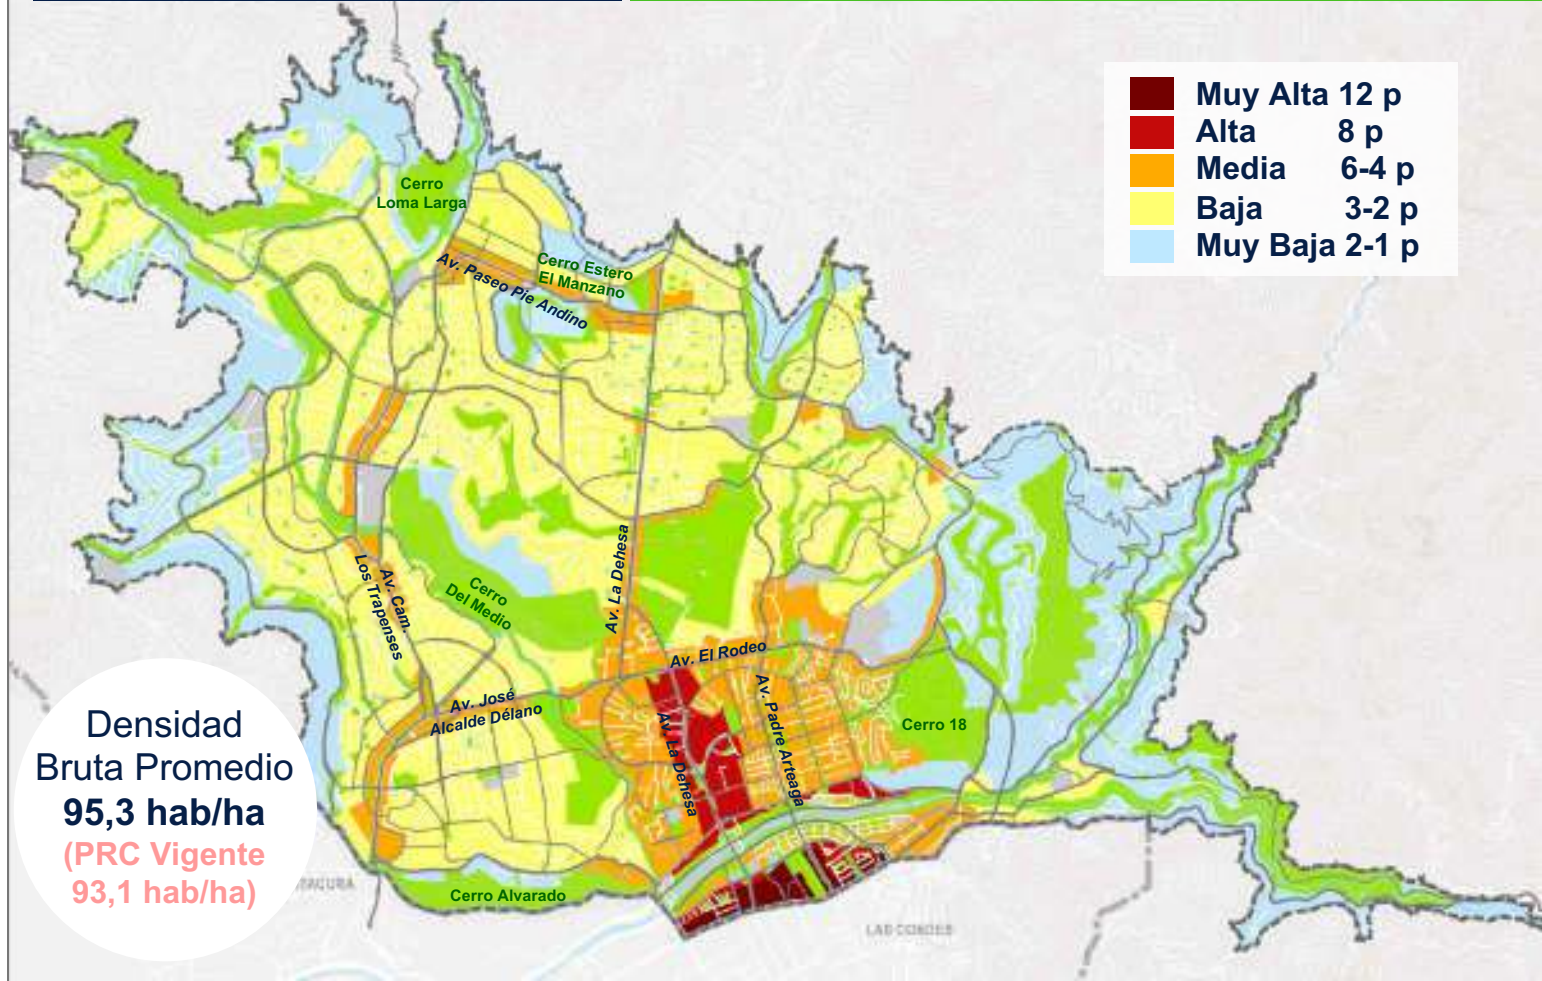 Muy Alta 12 p
Alta 8 p
Media 6-4 p
Baja 3-2 p
Muy Baja 2-1 p
Cerro
Loma Larga
Cerro Estero
El Manzano
Av. Paseo Pie Andino
Av. La Dehesa
Cerro
Del Medio
Av. Cam.
Los Trapenses
Av. El Rodeo
Av. José
Alcalde Délano
Av. La Dehesa
Av. Padre Arteaga
Cerro 18
Cerro Alvarado
LAS CONDES
Densidad
Bruta Promedio
95,3 hab/ha
(PRC Vigente
93,1 hab/ha)